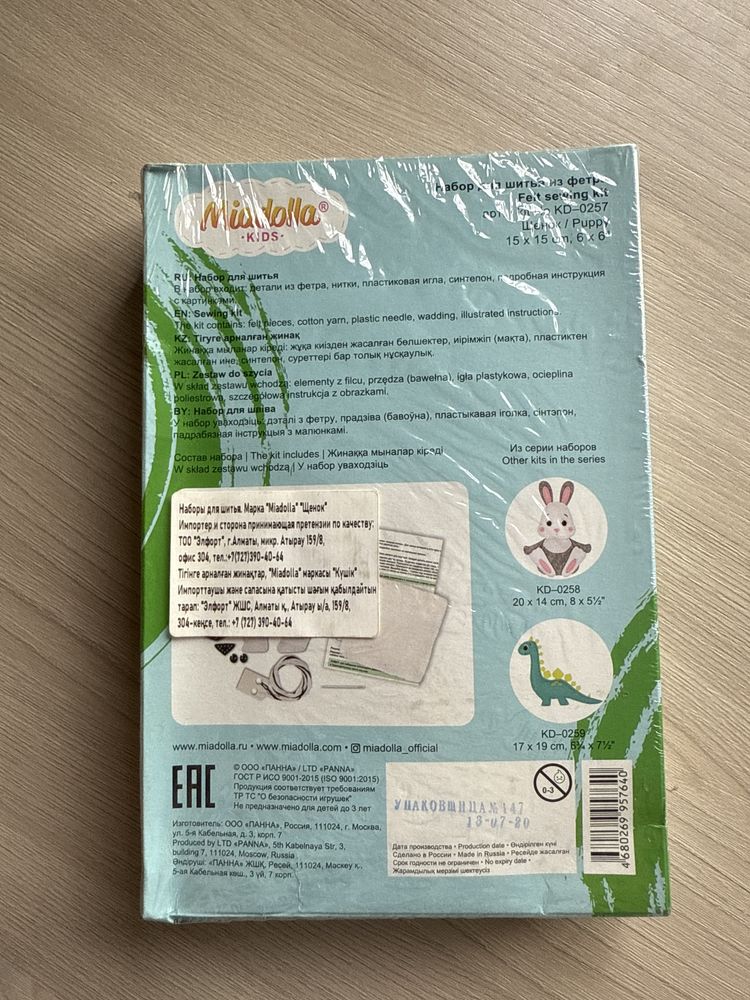 Miadolla®
·KIDS·
Набор для шитья из фетра
Felt sewing kit
KD–0257
Щенок / Puppy
15 x 15 cm, 6 x 6"
RU: Набор для шитья
В набор входит: детали из фетра, нитки, пластиковая игла, синтепон, подробная инструкция
с картинками.
EN: Sewing kit
The kit contains: felt pieces, cotton yarn, plastic needle, wadding, illustrated instructions.
KZ: Тігуге арналған жинақ
Жинаққа мыналар кіреді: жұқа киізден жасалған бөлшектер, иірімжіп (мақта), пластиктен
жасалған ине, синтепон, суреттері бар толық нұсқаулық.
PL: Zestaw do szycia
W skład zestawu wchodzą: elementy z filcu, przędza (bawełna), igła plastykowa, ocieplina
poliestrowa, szczegółowa instrukcja z obrazkami.
BY: Набор для шіва
У набор уваходзіць: дэталі з фетру, прадзіва (бавоўна), пластыкавая іголка, сінтэпон,
падрабязная інструкцыя з малюнкамі.
Состав набора | The kit includes | Жинаққа мыналар кіреді
W skład zestawu wchodzą | У набор уваходзіць
Из серии наборов
Other kits in the series
Наборы для шитья. Марка "Miadolla" "Щенок"
Импортер и сторона принимающая претензии по качеству:
ТОО "Элфорт", г.Алматы, микр. Атырау 159/8,
офис 304, тел.:+7(727)390-40-64
Тігінге арналған жинақтар, "Miadolla" маркасы "Күшік"
Импорттаушы және сапасына қатысты шағым қабылдайтын
тарап: "Элфорт" ЖШС, Алматы қ., Атырау ы/а, 159/8,
304-кеңсе, тел.: +7 (727) 390-40-64
KD–0258
20 x 14 cm, 8 x 5½"
KD–0259
17 x 19 cm, 6¾ x 7½"
www.miadolla.ru • www.miadolla.com • miadolla_official
EAC
© ООО «ПАННА» / LTD «PANNA»
ГОСТ Р ИСО 9001-2015 (ISO 9001:2015)
Продукция соответствует требованиям
ТР ТС "О безопасности игрушек"
Не предназначено для детей до 3 лет
Изготовитель: ООО «ПАННА», Россия, 111024, г. Москва,
ул. 5-я Кабельная, д. 3, корп. 7
Produced by LTD «PANNA», 5th Kabelnaya Str, 3,
building 7, 111024, Moscow, Russia
Өндіруші: «ПАННА» ЖШҚ, Ресей, 111024, Мәскеу қ.,
5-ая Кабельная көш., 3 үй, 7 корп.
УПАКОВЩИЦА № 147
13-07-20
0-3
Дата производства • Production date • Өндірілген күні
Сделано в России • Made in Russia • Ресейде жасалған
Срок годности не ограничен • No expiry date •
Жарамдылық мерзімі шектеусіз
4 680269 957640